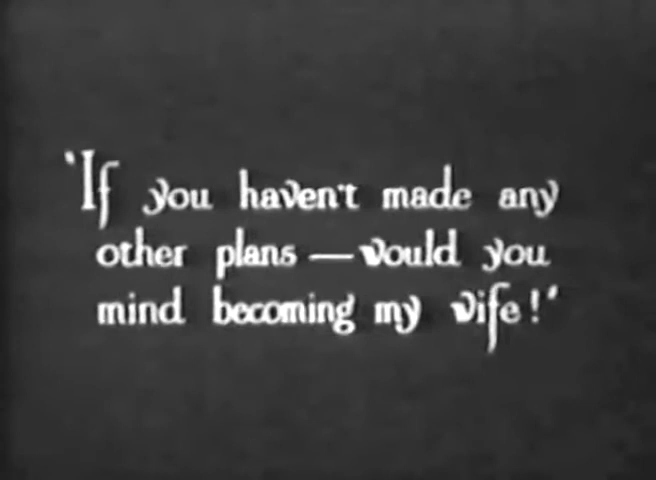 'If you haven't made any
other plans — would you
mind becoming my wife!'